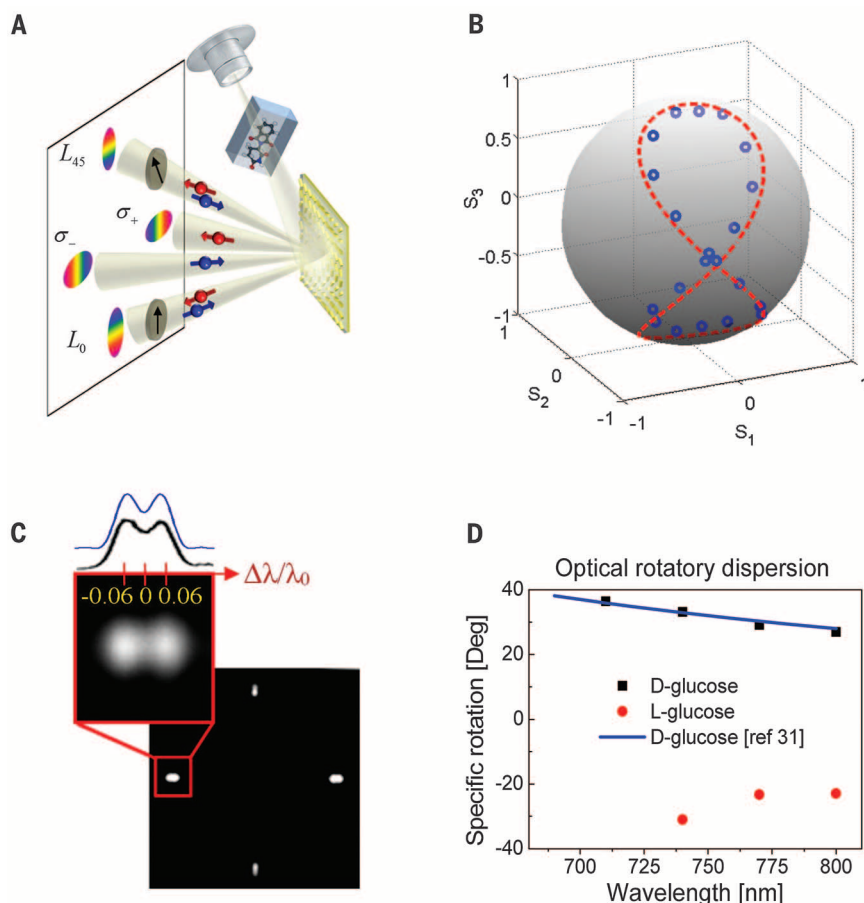 A
L45
σ+
σ−
L0
B
1
0.5
0
-0.5
-1
S3
1
0
-1
S2
-1
0
1
S1
C
Δλ/λ0
-0.06 0 0.06
D
Optical rotatory dispersion
Specific rotation [Deg]
40
20
0
-20
-40
D-glucose
L-glucose
D-glucose [ref 31]
700 725 750 775 800
Wavelength [nm]